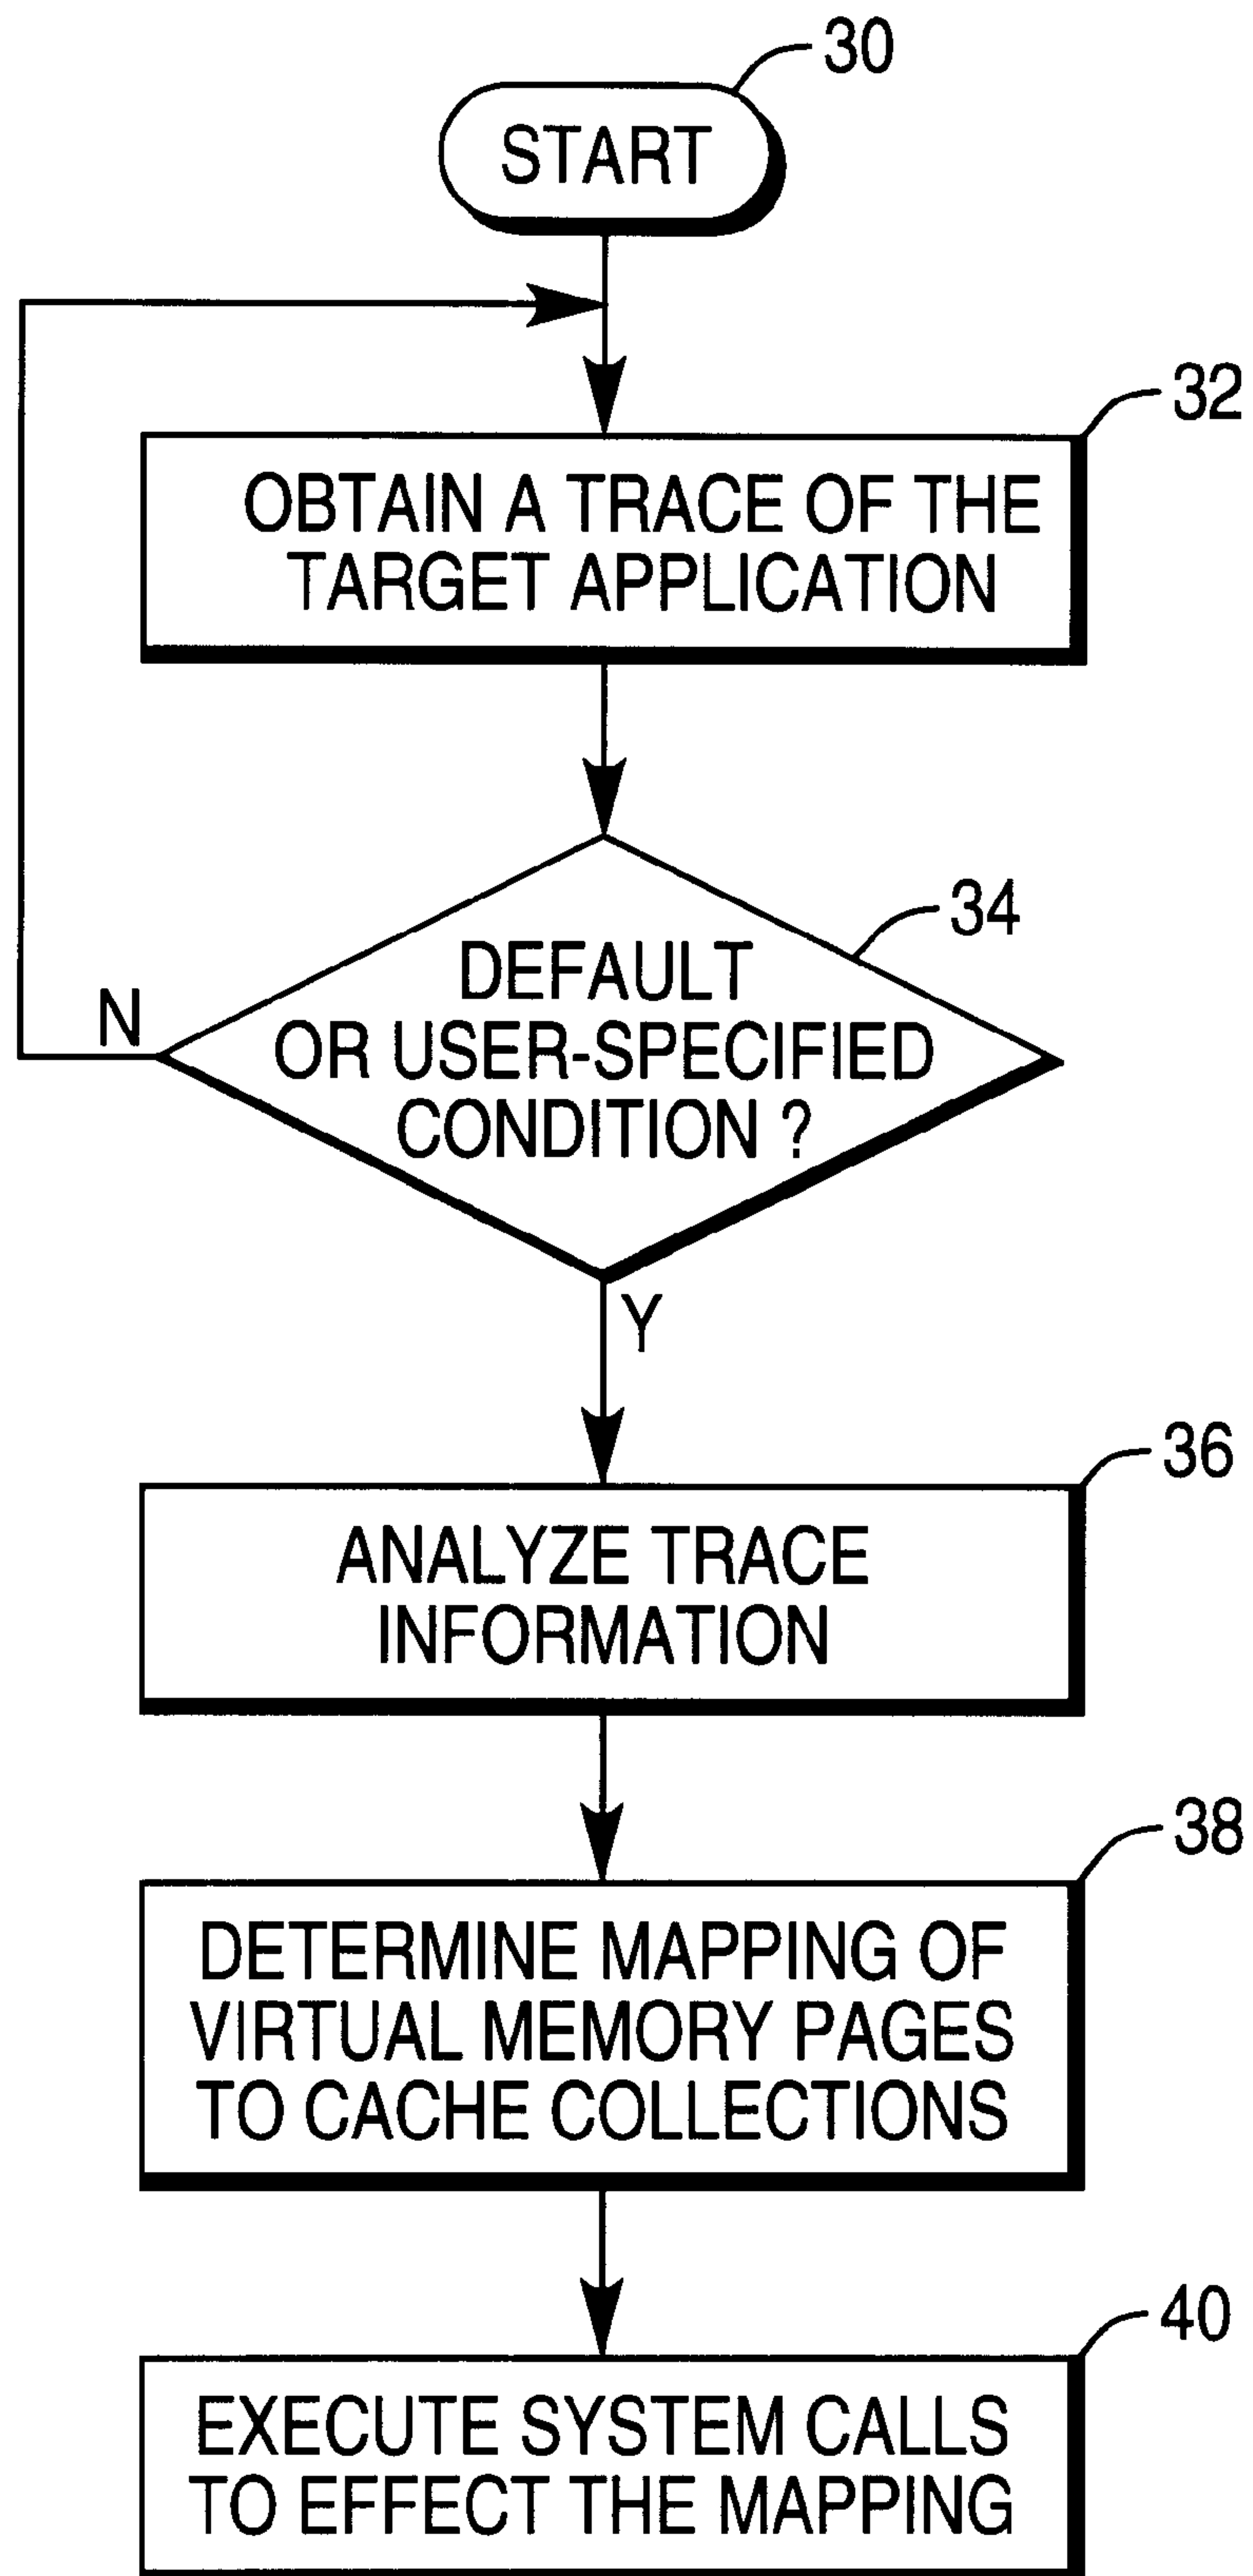 30
START
32
OBTAIN A TRACE OF THE
TARGET APPLICATION
34
DEFAULT
OR USER-SPECIFIED
CONDITION ?
N
Y
36
ANALYZE TRACE
INFORMATION
38
DETERMINE MAPPING OF
VIRTUAL MEMORY PAGES
TO CACHE COLLECTIONS
40
EXECUTE SYSTEM CALLS
TO EFFECT THE MAPPING